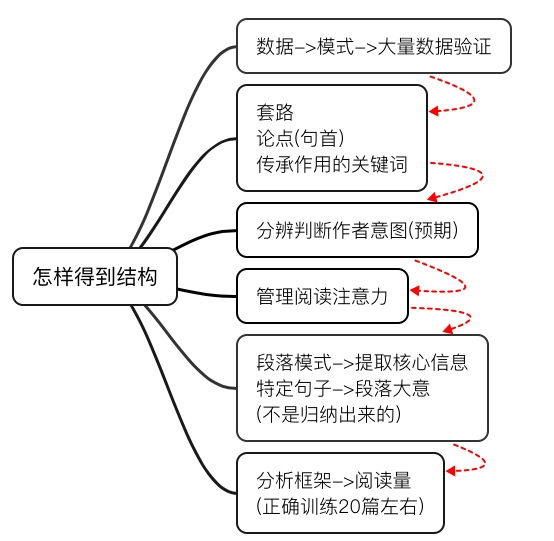 数据->模式->大量数据验证
套路
论点(句首)
传承作用的关键词
分辨判断作者意图(预期)
怎样得到结构
管理阅读注意力
段落模式->提取核心信息
特定句子->段落大意
(不是归纳出来的)
分析框架->阅读量
(正确训练20篇左右)